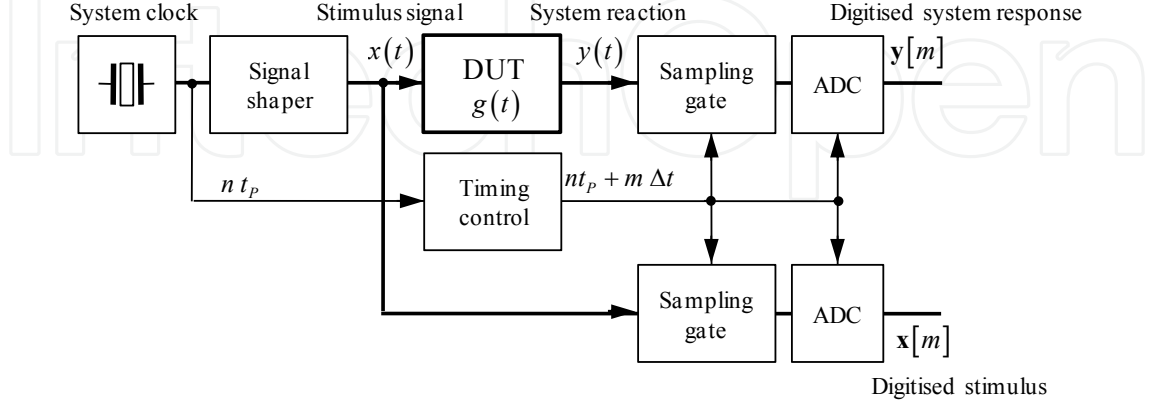 System clock
Stimulus signal
System reaction
Digitised system response
Signal
shaper
x(t)
DUT
g(t)
y(t)
Sampling
gate
ADC
y[m]
n t_P
Timing
control
nt_P + m Δt
Sampling
gate
ADC
x[m]
Digitised stimulus
IntechOpen